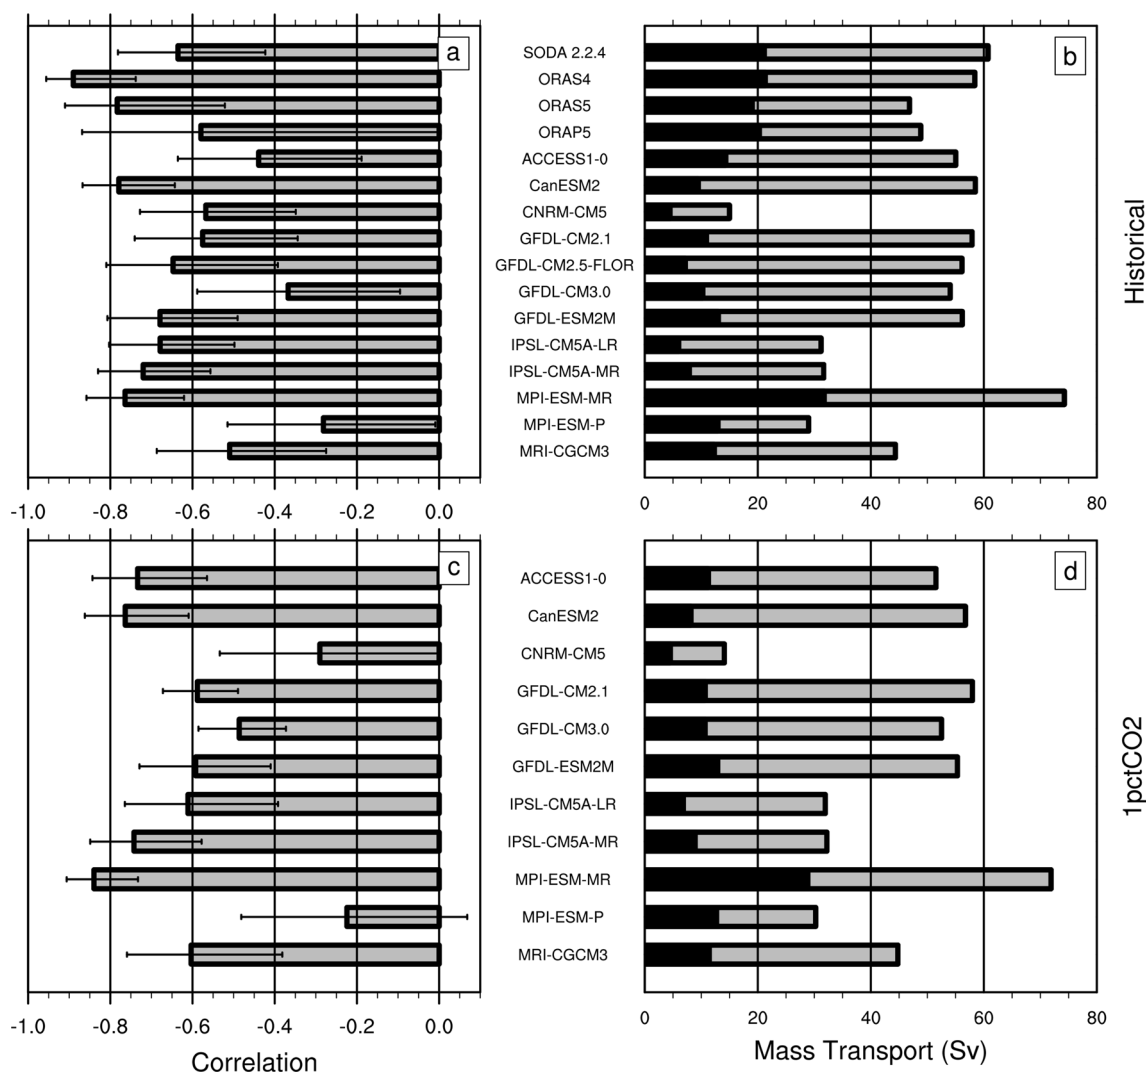 a
b
SODA 2.2.4
ORAS4
ORAS5
ORAP5
ACCESS1-0
CanESM2
CNRM-CM5
GFDL-CM2.1
GFDL-CM2.5-FLOR
GFDL-CM3.0
GFDL-ESM2M
IPSL-CM5A-LR
IPSL-CM5A-MR
MPI-ESM-MR
MPI-ESM-P
MRI-CGCM3
Historical
-1.0 -0.8 -0.6 -0.4 -0.2 0.0
0 20 40 60 80
c
d
ACCESS1-0
CanESM2
CNRM-CM5
GFDL-CM2.1
GFDL-CM3.0
GFDL-ESM2M
IPSL-CM5A-LR
IPSL-CM5A-MR
MPI-ESM-MR
MPI-ESM-P
MRI-CGCM3
1pctCO2
-1.0 -0.8 -0.6 -0.4 -0.2 0.0
0 20 40 60 80
Correlation
Mass Transport (Sv)